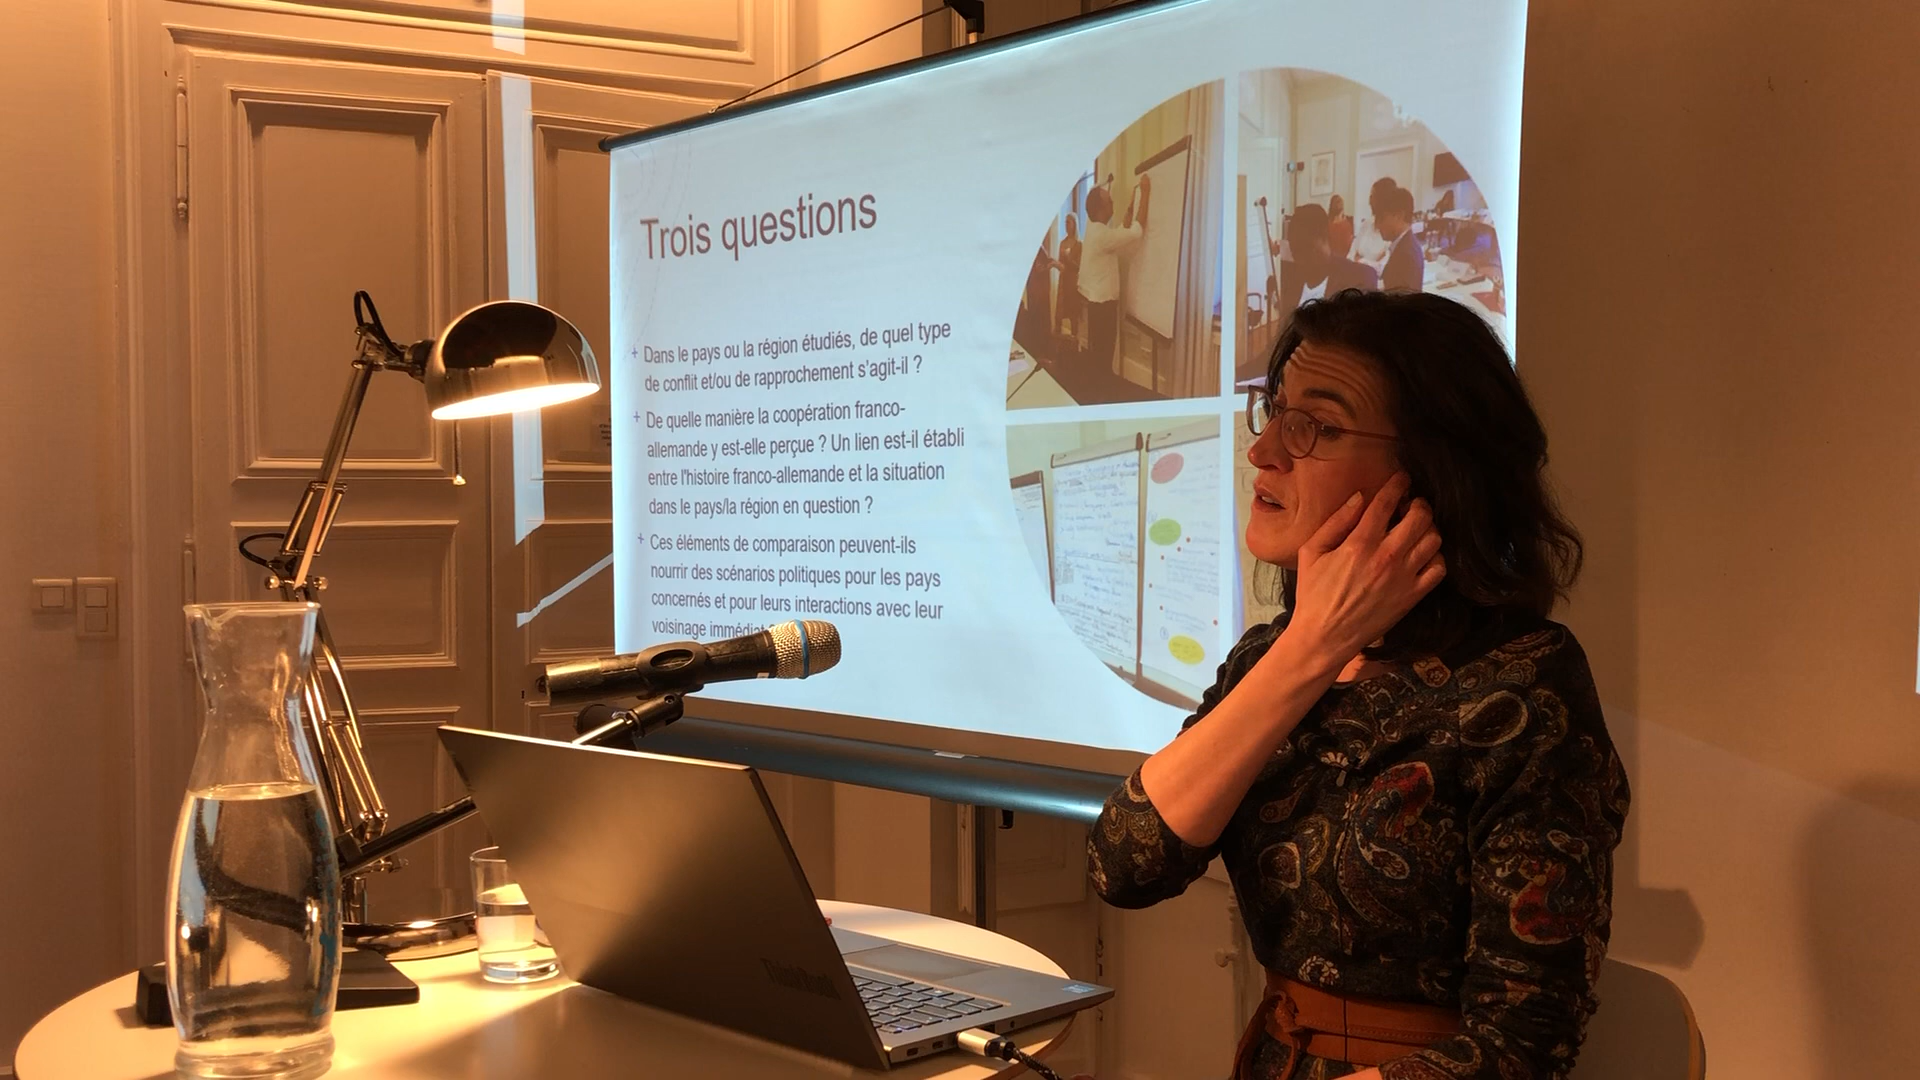 Trois questions
+ Dans le pays ou la région étudiés, de quel type
de conflit et/ou de rapprochement s'agit-il ?
+ De quelle manière la coopération franco-
allemande y est-elle perçue ? Un lien est-il établi
entre l'histoire franco-allemande et la situation
dans le pays/la région en question ?
+ Ces éléments de comparaison peuvent-ils
nourrir des scénarios politiques pour les pays
concernés et pour leurs interactions avec leur
voisinage immédiat ?
ThinkBook